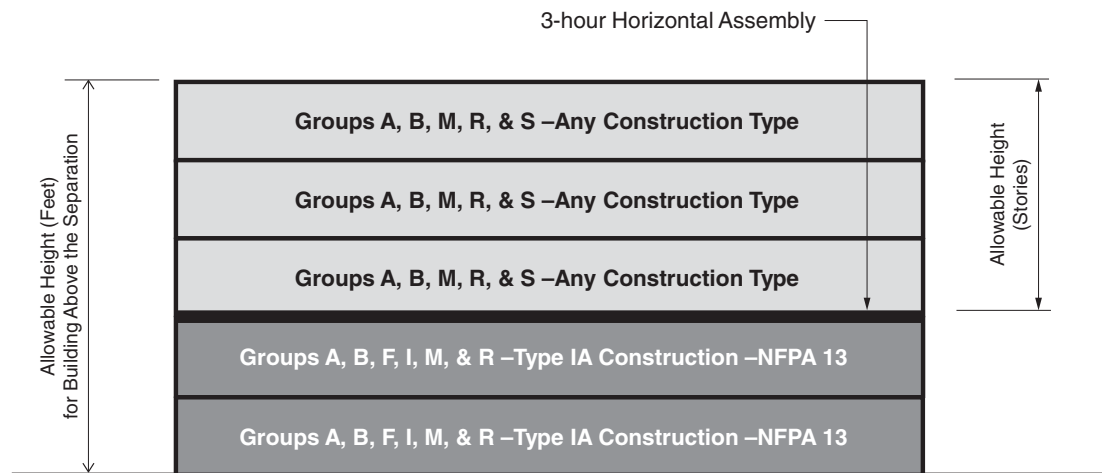 3-hour Horizontal Assembly
Groups A, B, M, R, & S –Any Construction Type
Groups A, B, M, R, & S –Any Construction Type
Groups A, B, M, R, & S –Any Construction Type
Groups A, B, F, I, M, & R –Type IA Construction –NFPA 13
Groups A, B, F, I, M, & R –Type IA Construction –NFPA 13
Allowable Height (Feet)
for Building Above the Separation
Allowable Height
(Stories)